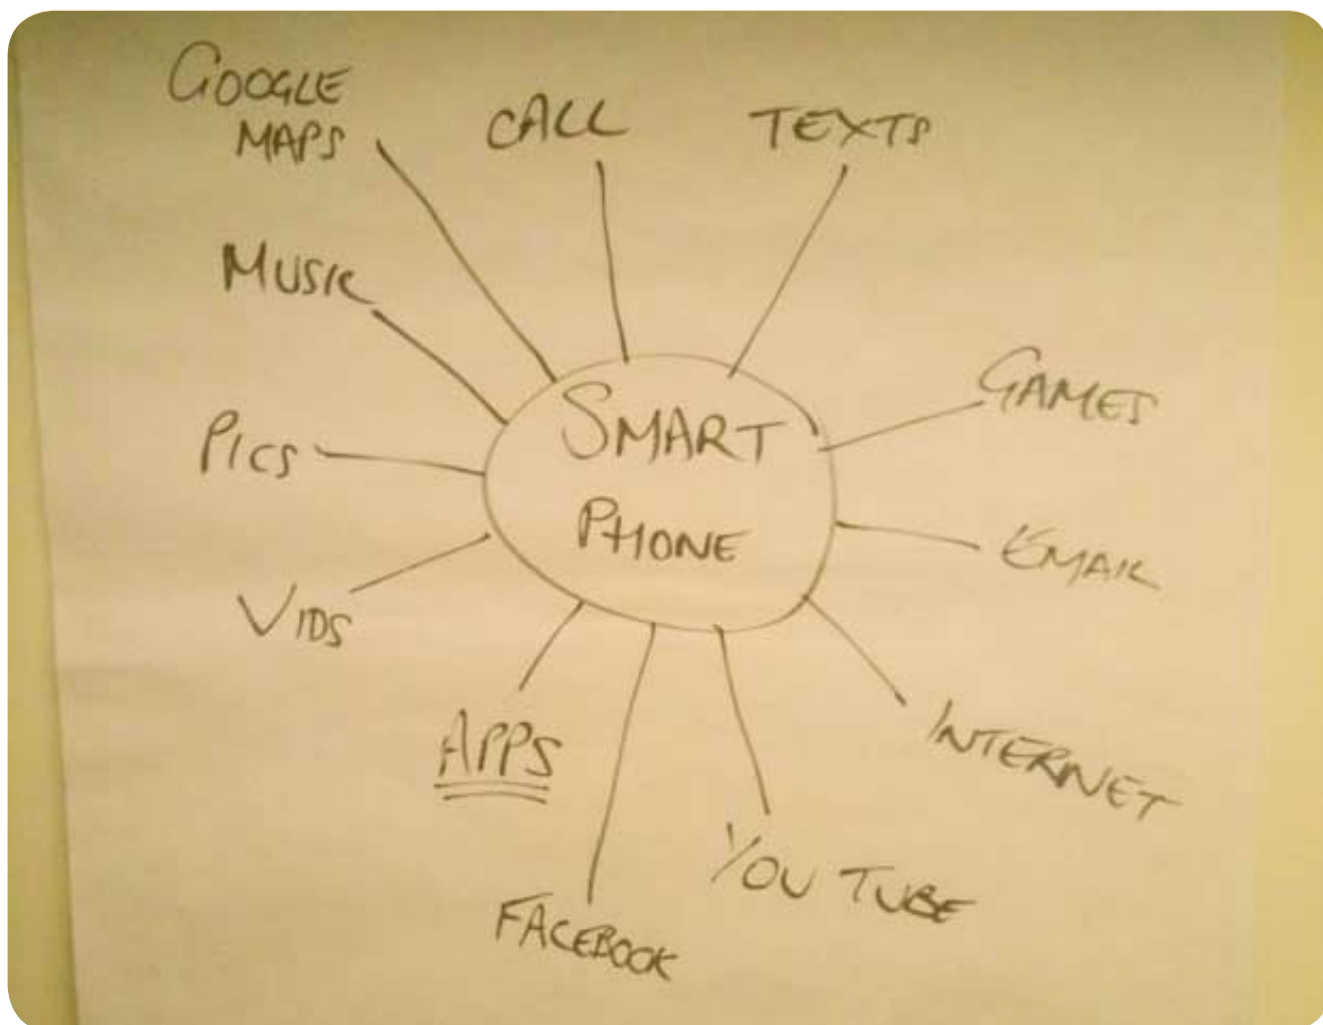 GOOGLE
MAPS
CALL
TEXTS
MUSIC
GAMES
PICS
SMART
PHONE
EMAIL
VIDS
APPS
INTERNET
YOU TUBE
FACEBOOK